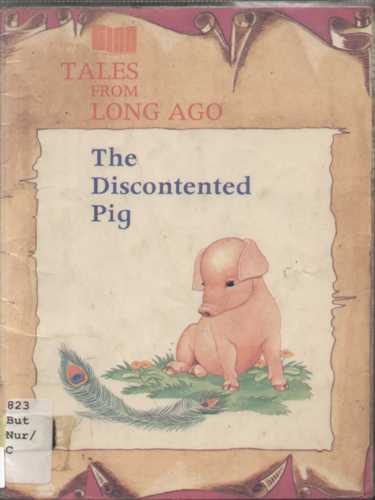 TALES
FROM
LONG AGO
The
Discontented
Pig
823
But
Nur/
C